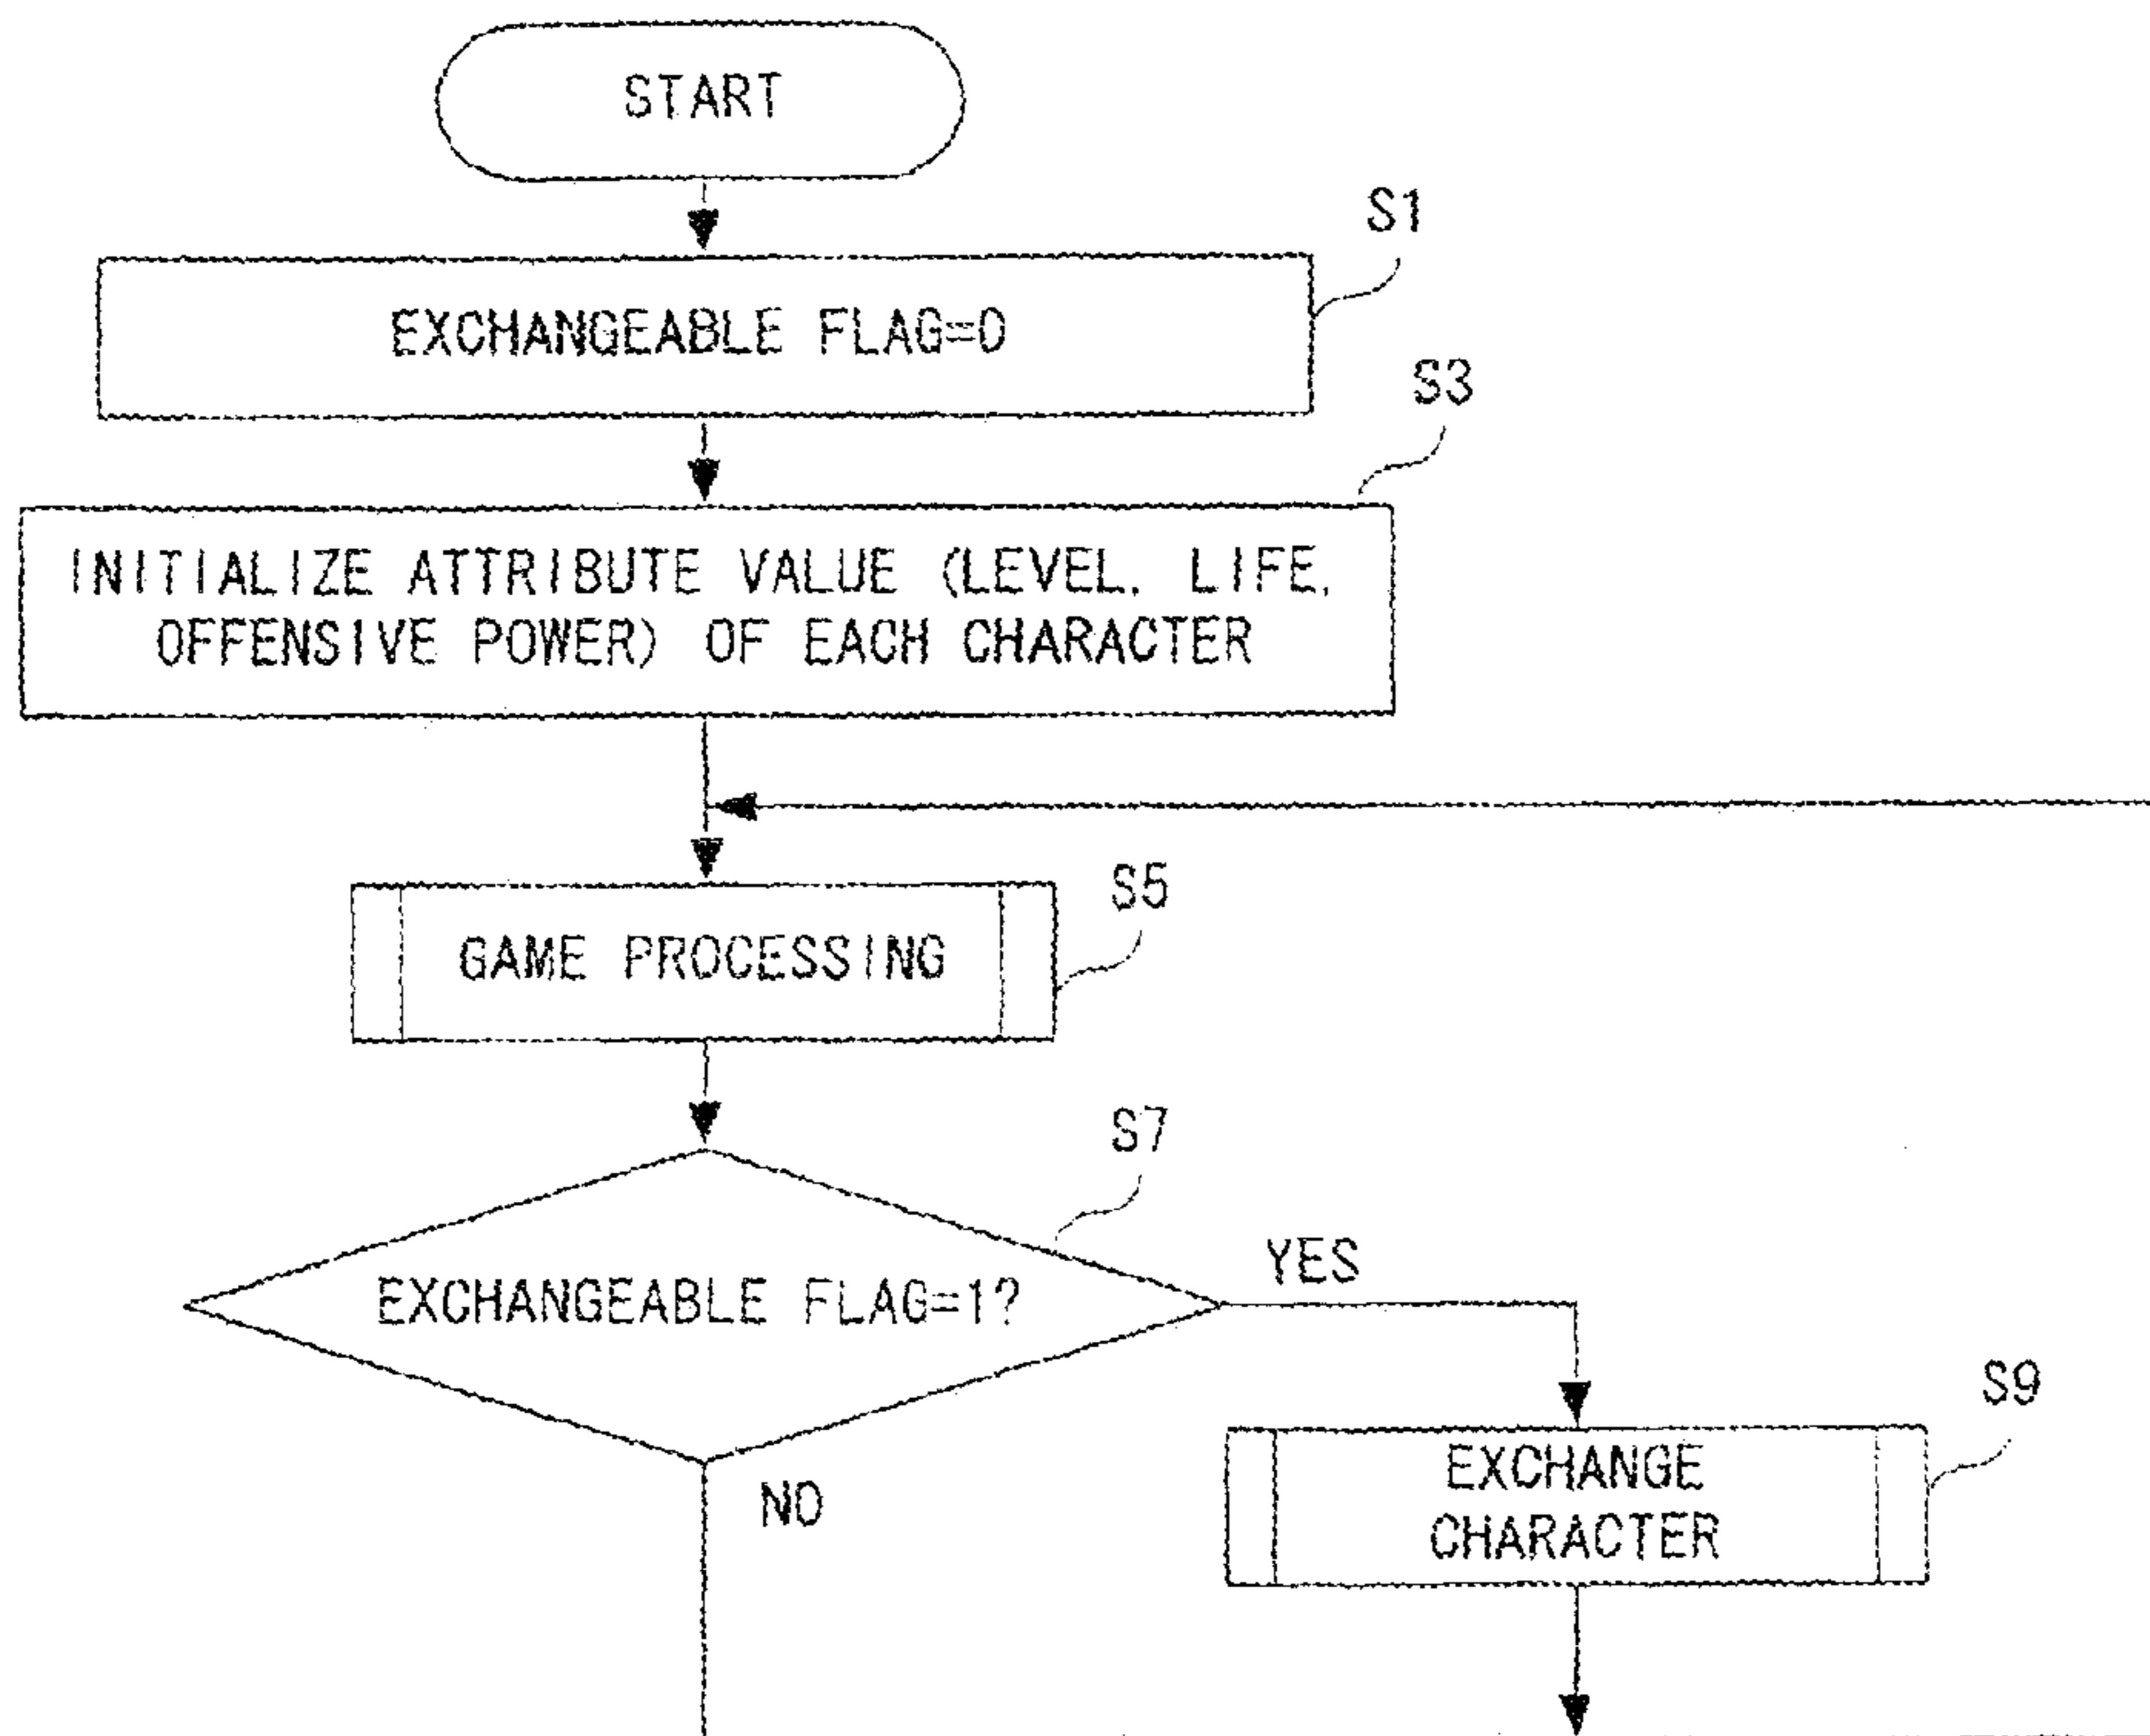 START
S1
EXCHANGEABLE FLAG=0
S3
INITIALIZE ATTRIBUTE VALUE (LEVEL, LIFE,
OFFENSIVE POWER) OF EACH CHARACTER
S5
GAME PROCESSING
S7
EXCHANGEABLE FLAG=1?
YES
S9
EXCHANGE
CHARACTER
NO